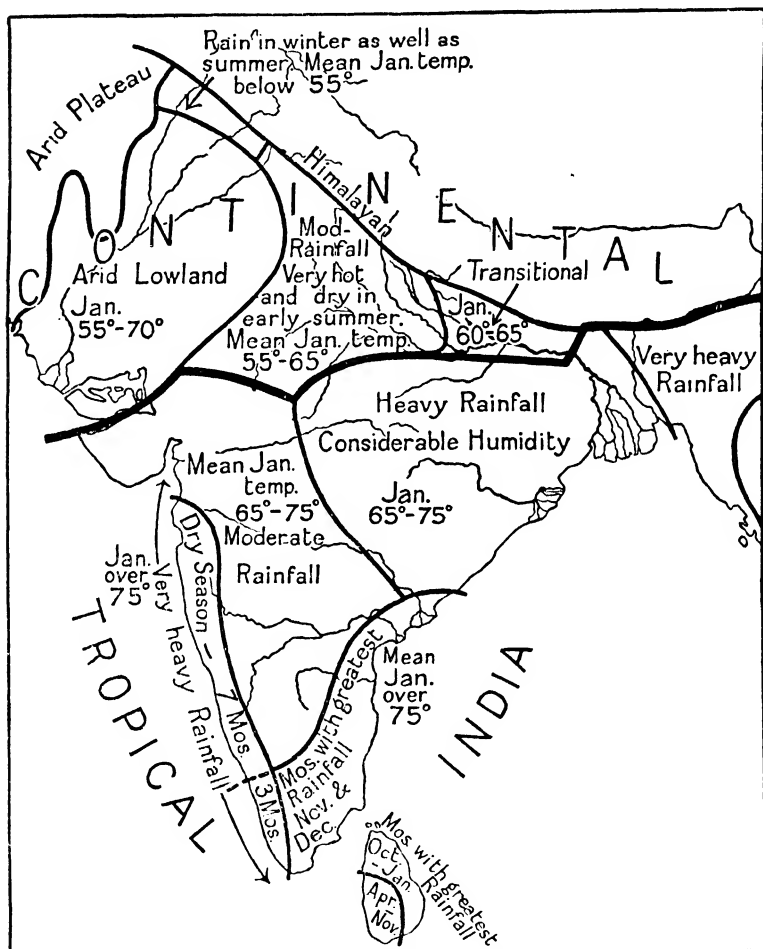 Rain in winter as well as
summer. Mean Jan. temp.
below 55°
Arid Plateau
Himalayan
CONTINENTAL
Arid Lowland
Jan.
55°-70°
Mod-
Rainfall
Very hot
and dry in
early summer.
Mean Jan. temp.
55°-65°
Transitional
Jan.
60°-65°
Very heavy
Rainfall
Heavy Rainfall
Considerable Humidity
Jan.
65°-75°
Mean Jan.
temp.
65°-75°
Moderate
Rainfall
Jan.
over
75°
Very heavy Rainfall
Dry Season - 7 Mos.
3 Mos.
TROPICAL
INDIA
Mean
Jan.
over
75°
Mos. with greatest
Rainfall
Nov. &
Dec.
Mos. with greatest
Rainfall
Oct.
- Jan.
Apr.
- Nov.